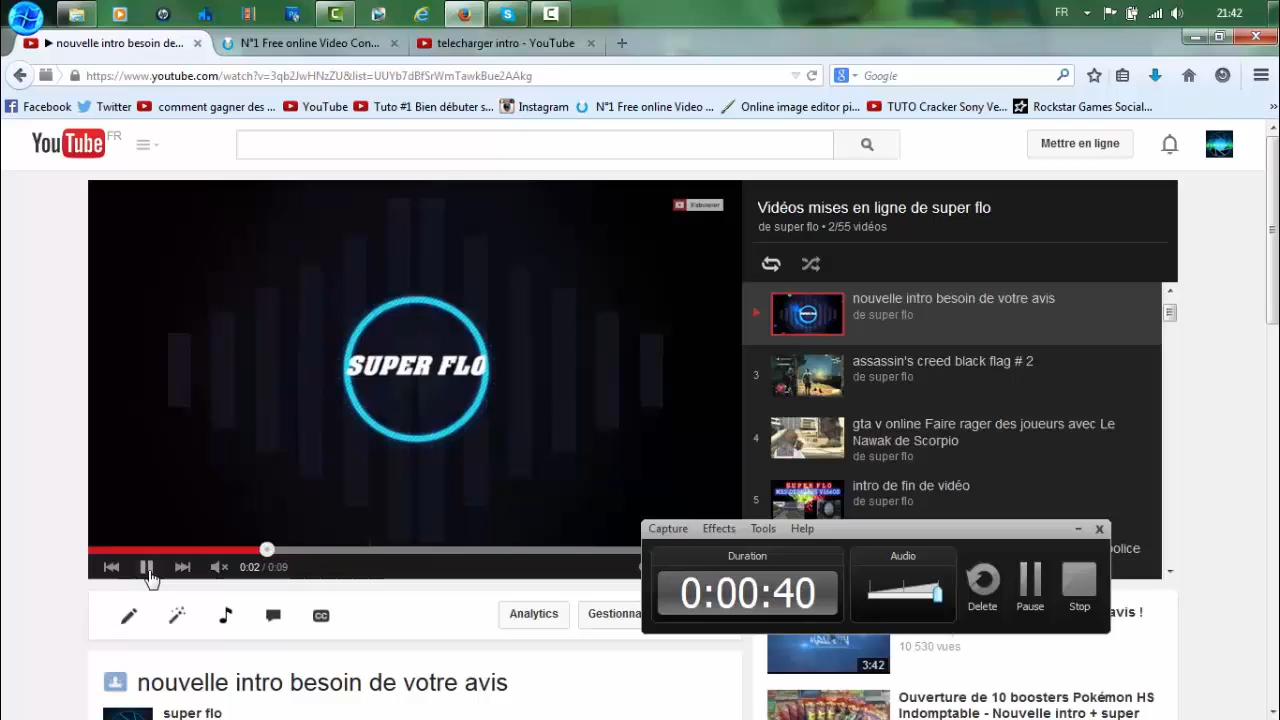 FR
21:42
nouvelle intro besoin de...
N°1 Free online Video Con...
telecharger intro - YouTube
https://www.youtube.com/watch?v=3qb2JwHNzZU&list=UUYb7dBfSrWmTawkBue2AAkg
Google
Facebook
Twitter
comment gagner des ...
YouTube
Tuto #1 Bien débuter s...
Instagram
N°1 Free online Video ...
Online image editor pi...
TUTO Cracker Sony Ve...
Rockstar Games Social...
YouTube FR
Mettre en ligne
S'abonner
SUPER FLO
0:02 / 0:09
Vidéos mises en ligne de super flo
de super flo • 2/55 vidéos
nouvelle intro besoin de votre avis
de super flo
3
assassin's creed black flag # 2
de super flo
4
gta v online Faire rager des joueurs avec Le
Nawak de Scorpio
de super flo
5
intro de fin de vidéo
de super flo
police
Capture Effects Tools Help
Duration
0:00:40
Audio
Delete
Pause
Stop
Analytics
Gestionna
nouvelle intro besoin de votre avis
super flo
avis !
10 530 vues
3:42
Ouverture de 10 boosters Pokémon HS
Indomptable - Nouvelle intro + super